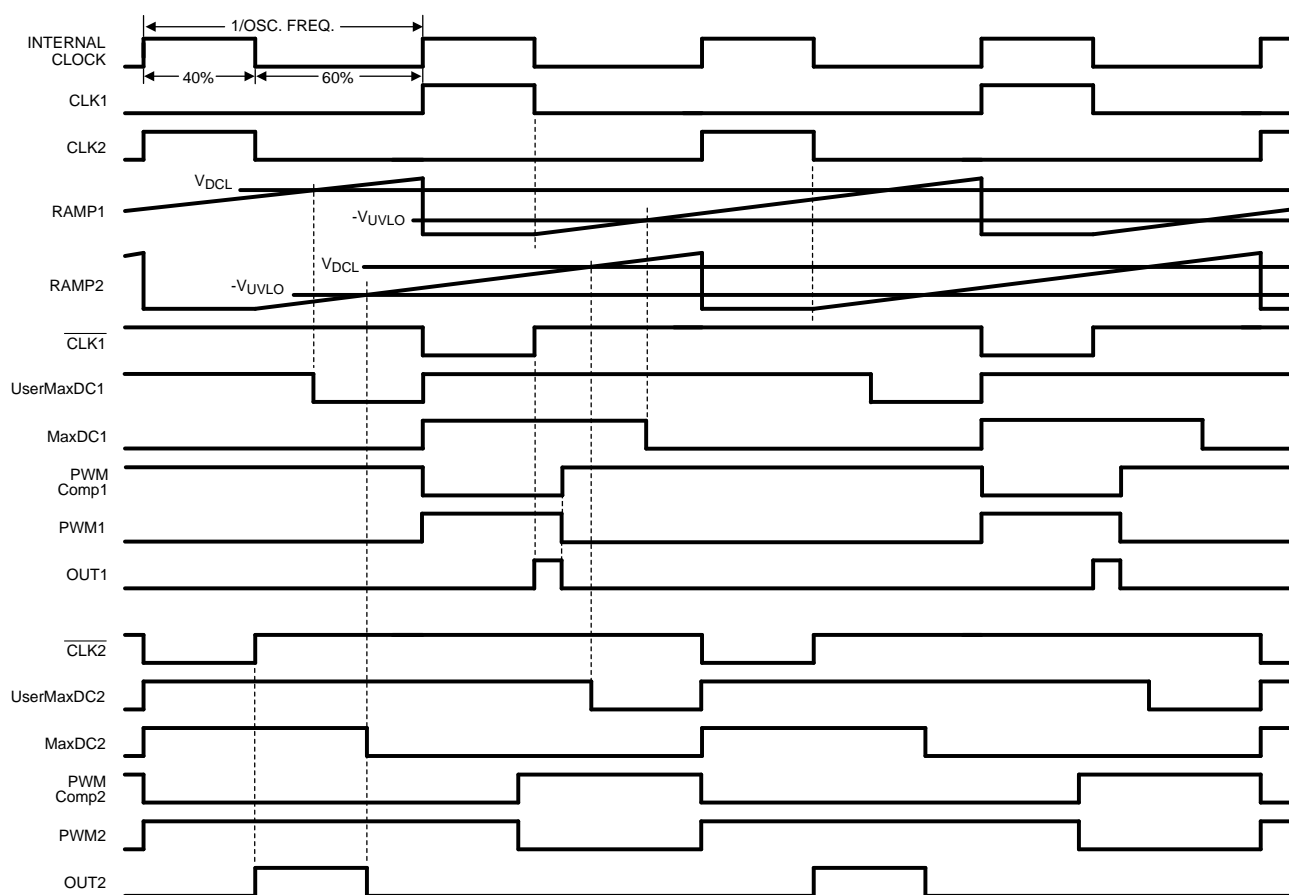 1/OSC. FREQ.
INTERNAL
CLOCK
40%
60%
CLK1
CLK2
VDCL
RAMP1
-VUVLO
VDCL
RAMP2
-VUVLO
CLK1
UserMaxDC1
MaxDC1
PWM
Comp1
PWM1
OUT1
CLK2
UserMaxDC2
MaxDC2
PWM
Comp2
PWM2
OUT2